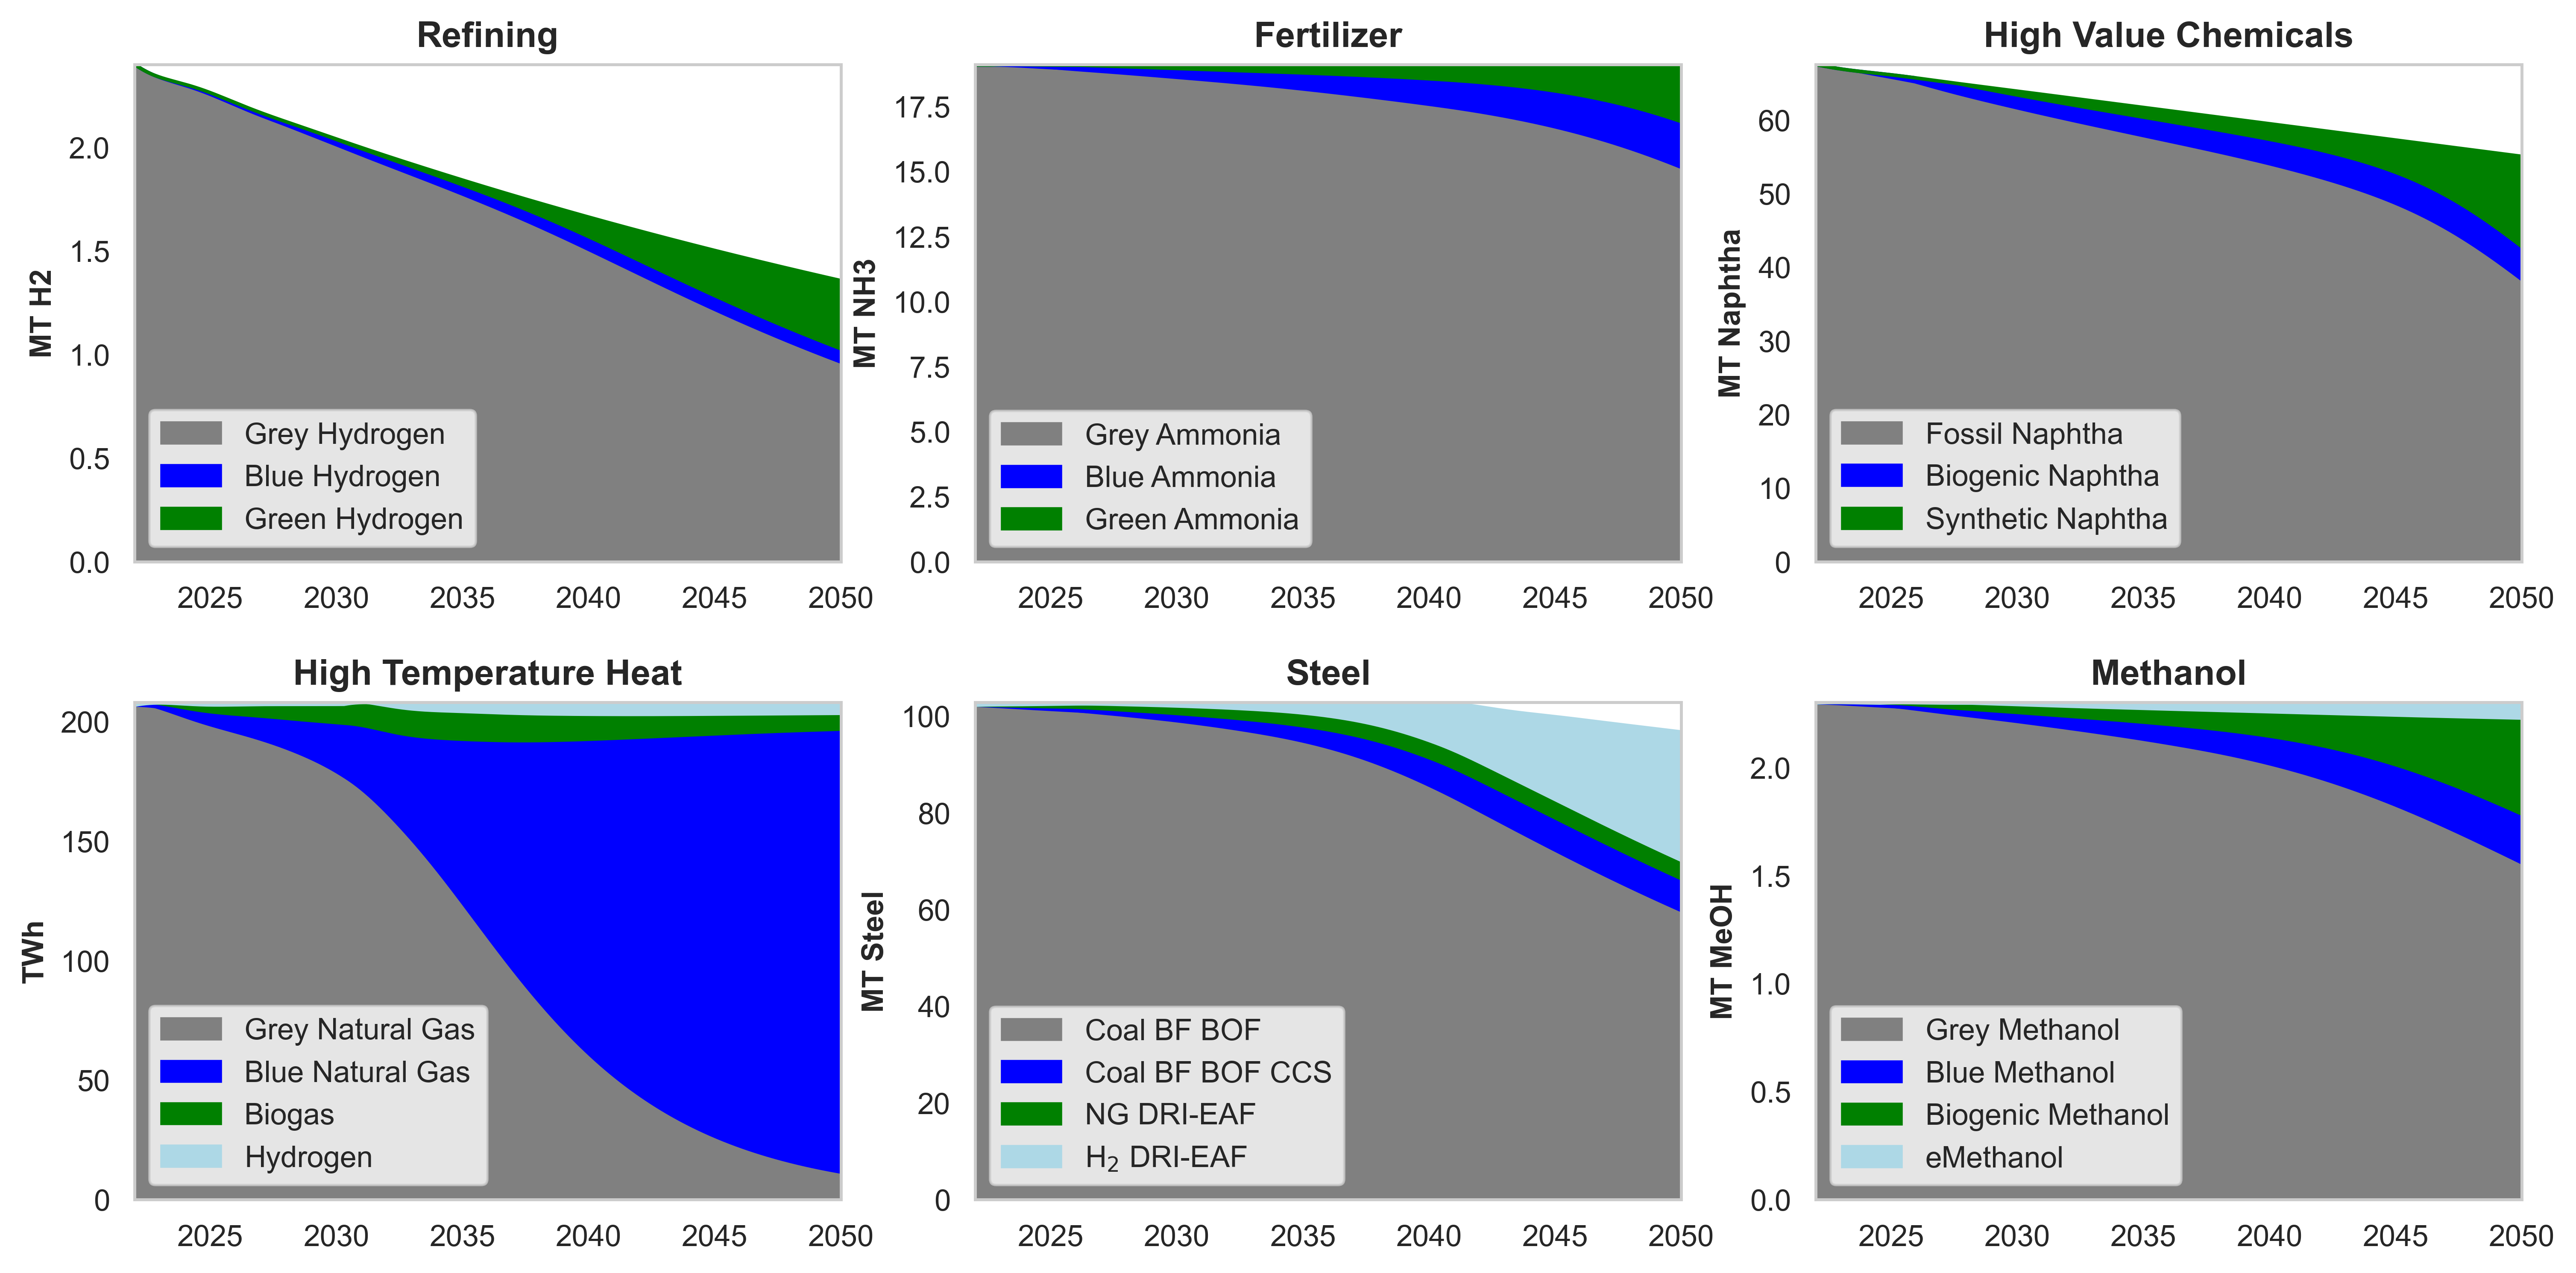 Refining
MT H2
2.0
1.5
1.0
0.5
0.0
Grey Hydrogen
Blue Hydrogen
Green Hydrogen
2025 2030 2035 2040 2045 2050
Fertilizer
MT NH3
17.5
15.0
12.5
10.0
7.5
5.0
2.5
0.0
Grey Ammonia
Blue Ammonia
Green Ammonia
2025 2030 2035 2040 2045 2050
High Value Chemicals
MT Naphtha
60
50
40
30
20
10
0
Fossil Naphtha
Biogenic Naphtha
Synthetic Naphtha
2025 2030 2035 2040 2045 2050
High Temperature Heat
TWh
200
150
100
50
0
Grey Natural Gas
Blue Natural Gas
Biogas
Hydrogen
2025 2030 2035 2040 2045 2050
Steel
MT Steel
100
80
60
40
20
0
Coal BF BOF
Coal BF BOF CCS
NG DRI-EAF
H₂ DRI-EAF
2025 2030 2035 2040 2045 2050
Methanol
MT MeOH
2.0
1.5
1.0
0.5
0.0
Grey Methanol
Blue Methanol
Biogenic Methanol
eMethanol
2025 2030 2035 2040 2045 2050